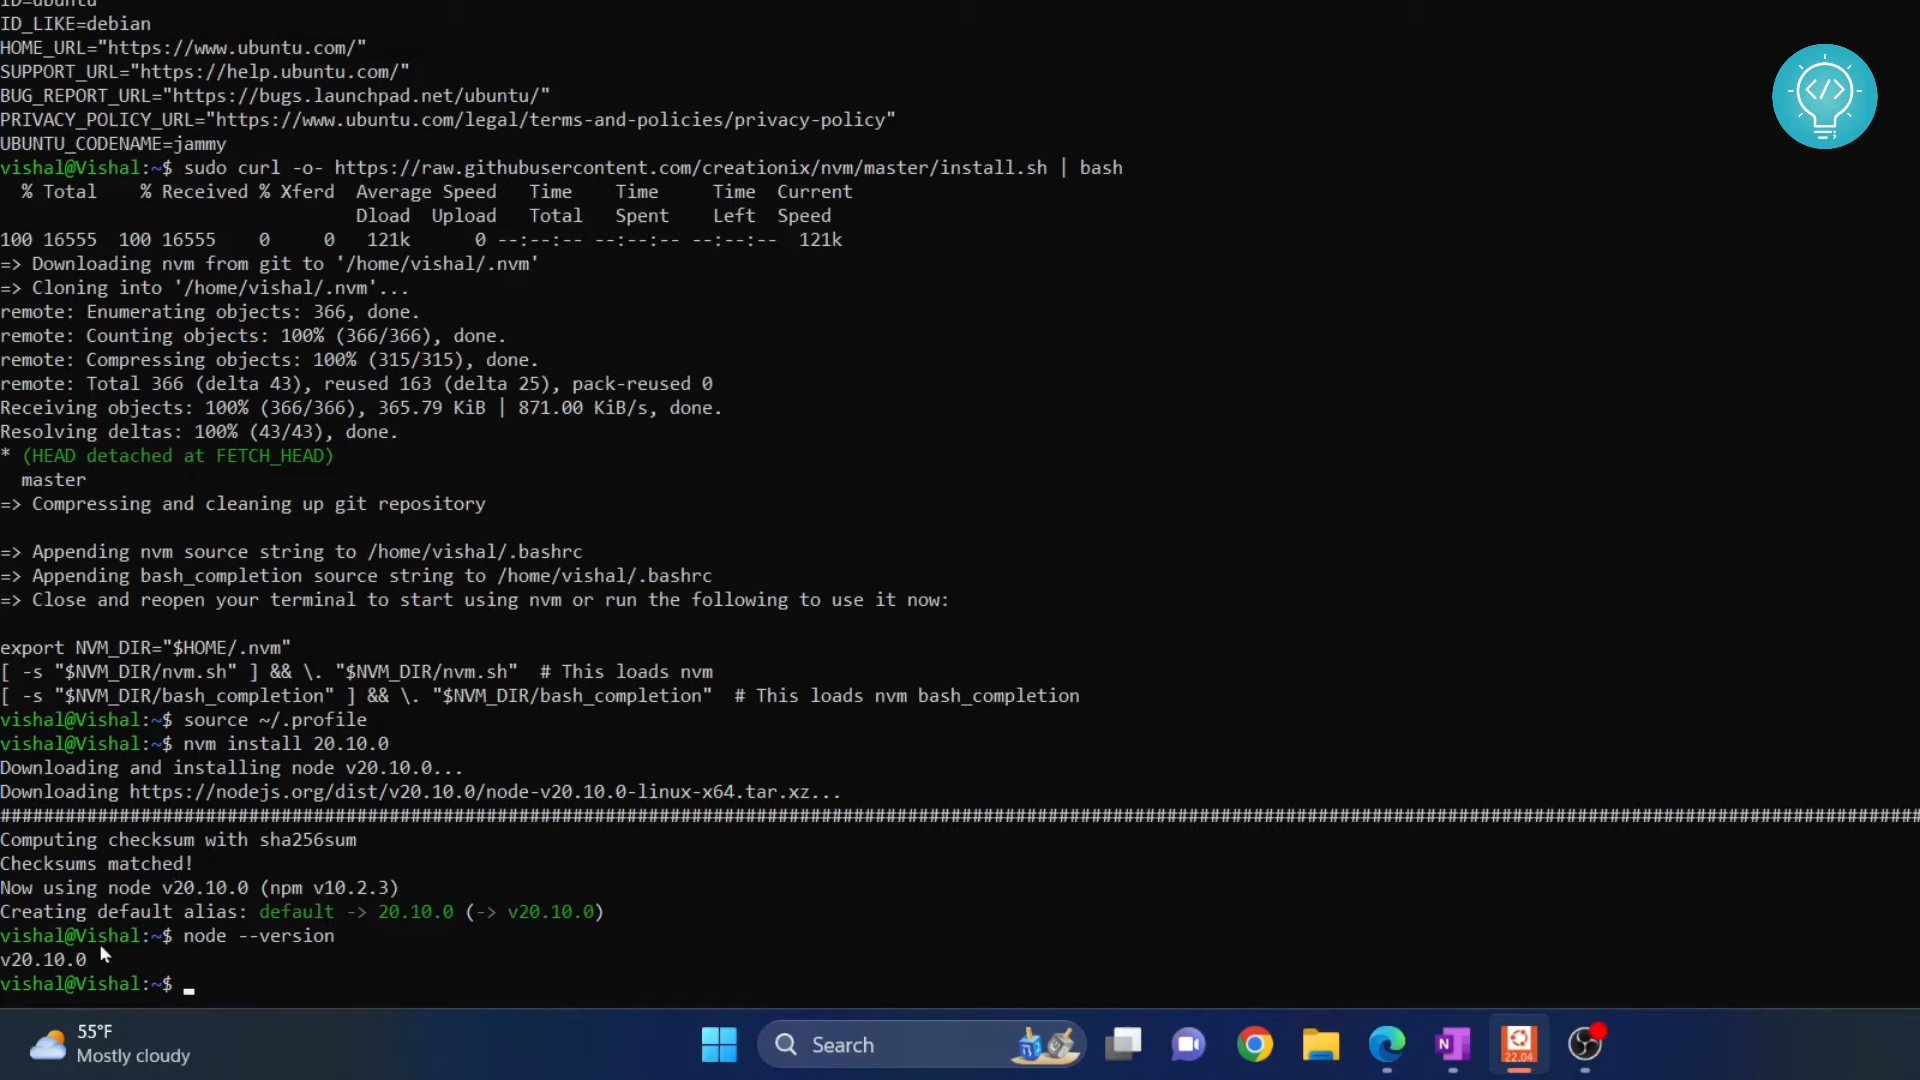 ID=ubuntu
ID_LIKE=debian
HOME_URL="https://www.ubuntu.com/"
SUPPORT_URL="https://help.ubuntu.com/"
BUG_REPORT_URL="https://bugs.launchpad.net/ubuntu/"
PRIVACY_POLICY_URL="https://www.ubuntu.com/legal/terms-and-policies/privacy-policy"
UBUNTU_CODENAME=jammy
vishal@Vishal:~$ sudo curl -o- https://raw.githubusercontent.com/creationix/nvm/master/install.sh | bash
  % Total    % Received % Xferd  Average Speed   Time    Time     Time  Current
                                 Dload  Upload   Total   Spent    Left  Speed
100 16555  100 16555    0     0   121k      0 --:--:-- --:--:-- --:--:--  121k
=> Downloading nvm from git to '/home/vishal/.nvm'
=> Cloning into '/home/vishal/.nvm'...
remote: Enumerating objects: 366, done.
remote: Counting objects: 100% (366/366), done.
remote: Compressing objects: 100% (315/315), done.
remote: Total 366 (delta 43), reused 163 (delta 25), pack-reused 0
Receiving objects: 100% (366/366), 365.79 KiB | 871.00 KiB/s, done.
Resolving deltas: 100% (43/43), done.
* (HEAD detached at FETCH_HEAD)
  master
=> Compressing and cleaning up git repository
=> Appending nvm source string to /home/vishal/.bashrc
=> Appending bash_completion source string to /home/vishal/.bashrc
=> Close and reopen your terminal to start using nvm or run the following to use it now:
export NVM_DIR="$HOME/.nvm"
[ -s "$NVM_DIR/nvm.sh" ] && \. "$NVM_DIR/nvm.sh"  # This loads nvm
[ -s "$NVM_DIR/bash_completion" ] && \. "$NVM_DIR/bash_completion"  # This loads nvm bash_completion
vishal@Vishal:~$ source ~/.profile
vishal@Vishal:~$ nvm install 20.10.0
Downloading and installing node v20.10.0...
Downloading https://nodejs.org/dist/v20.10.0/node-v20.10.0-linux-x64.tar.xz...
#################################################################################################################################################################################
Computing checksum with sha256sum
Checksums matched!
Now using node v20.10.0 (npm v10.2.3)
Creating default alias: default -> 20.10.0 (-> v20.10.0)
vishal@Vishal:~$ node --version
v20.10.0
vishal@Vishal:~$
</>
55°F
Mostly cloudy
Search
N
22.04